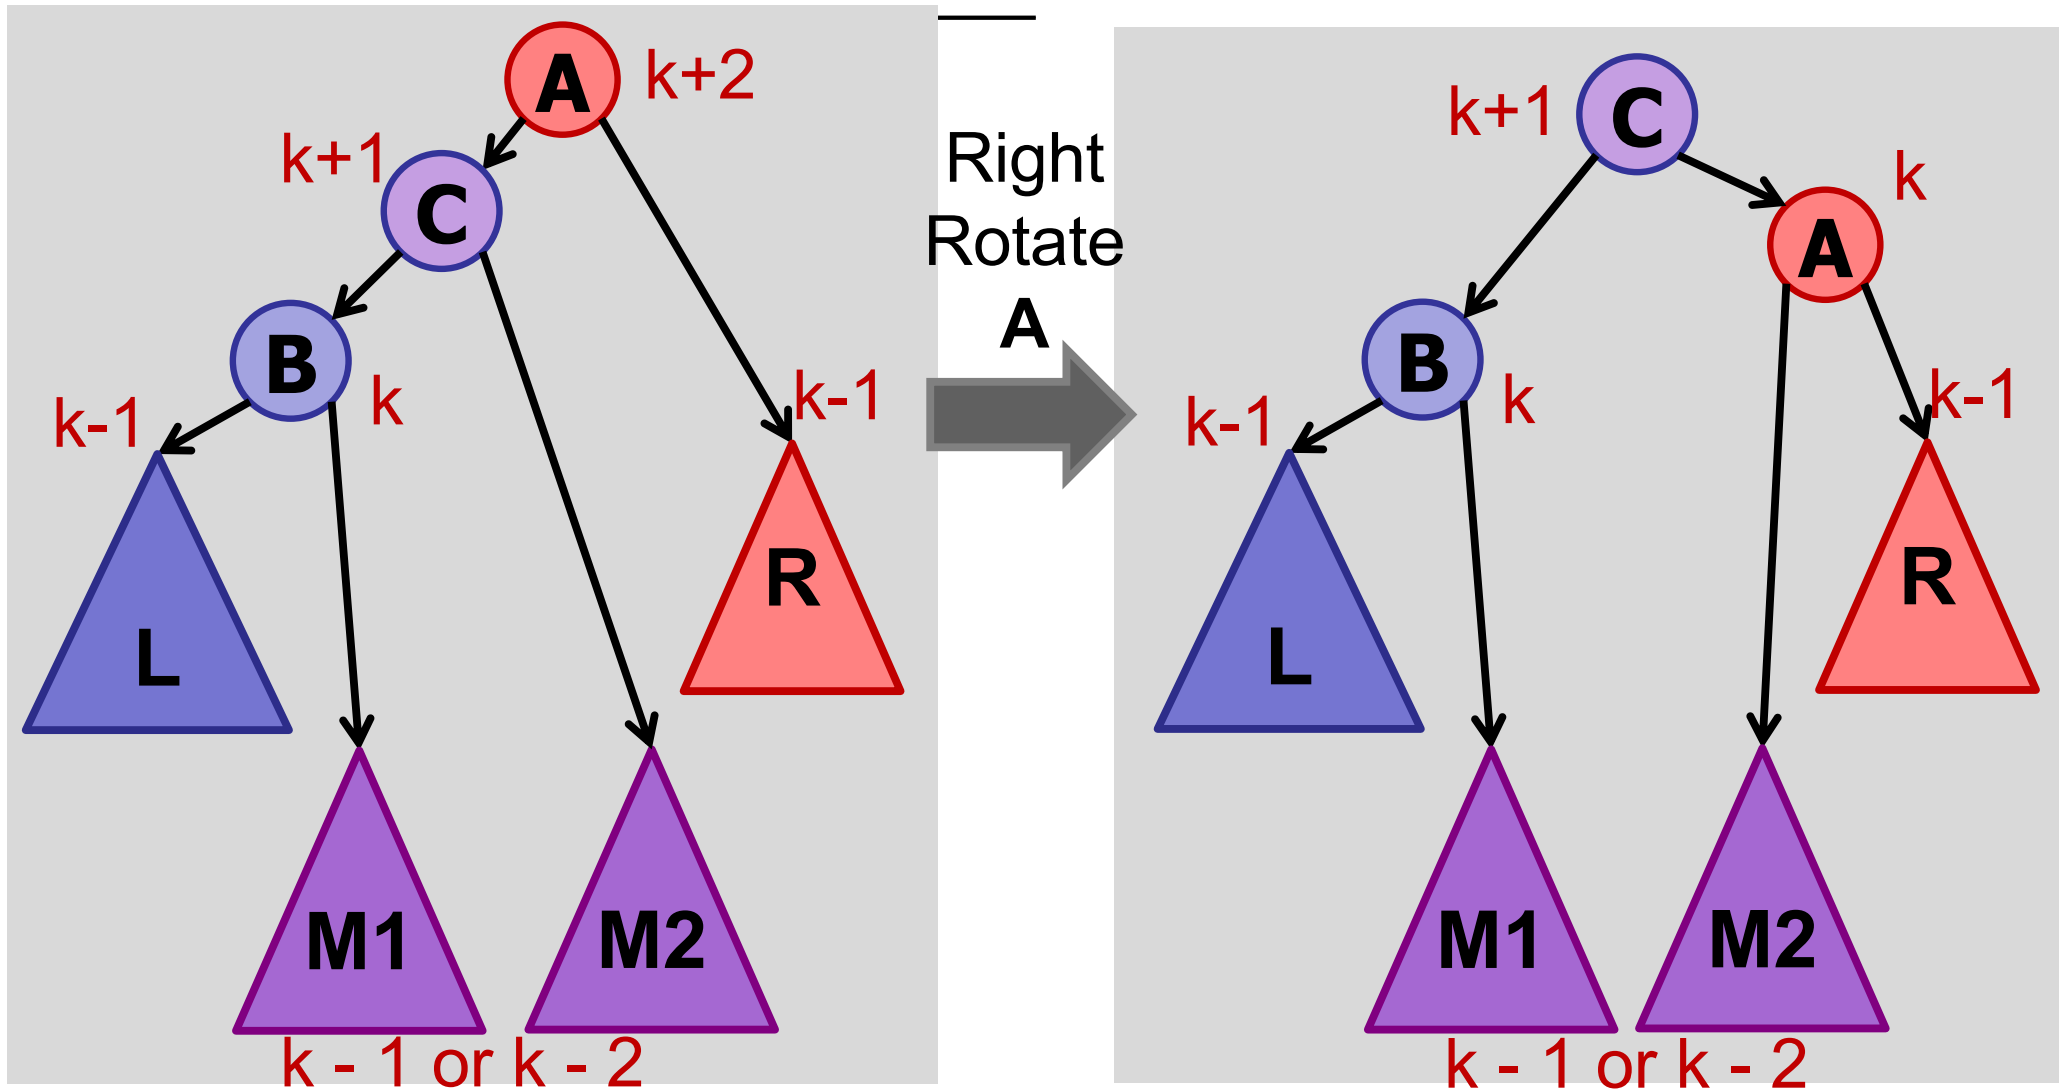 A
k+2
k+1
C
B
k
k-1
k-1
L
R
M1
M2
k - 1 or k - 2
Right
Rotate
A
C
k+1
k
A
B
k
k-1
k-1
L
R
M1
M2
k - 1 or k - 2